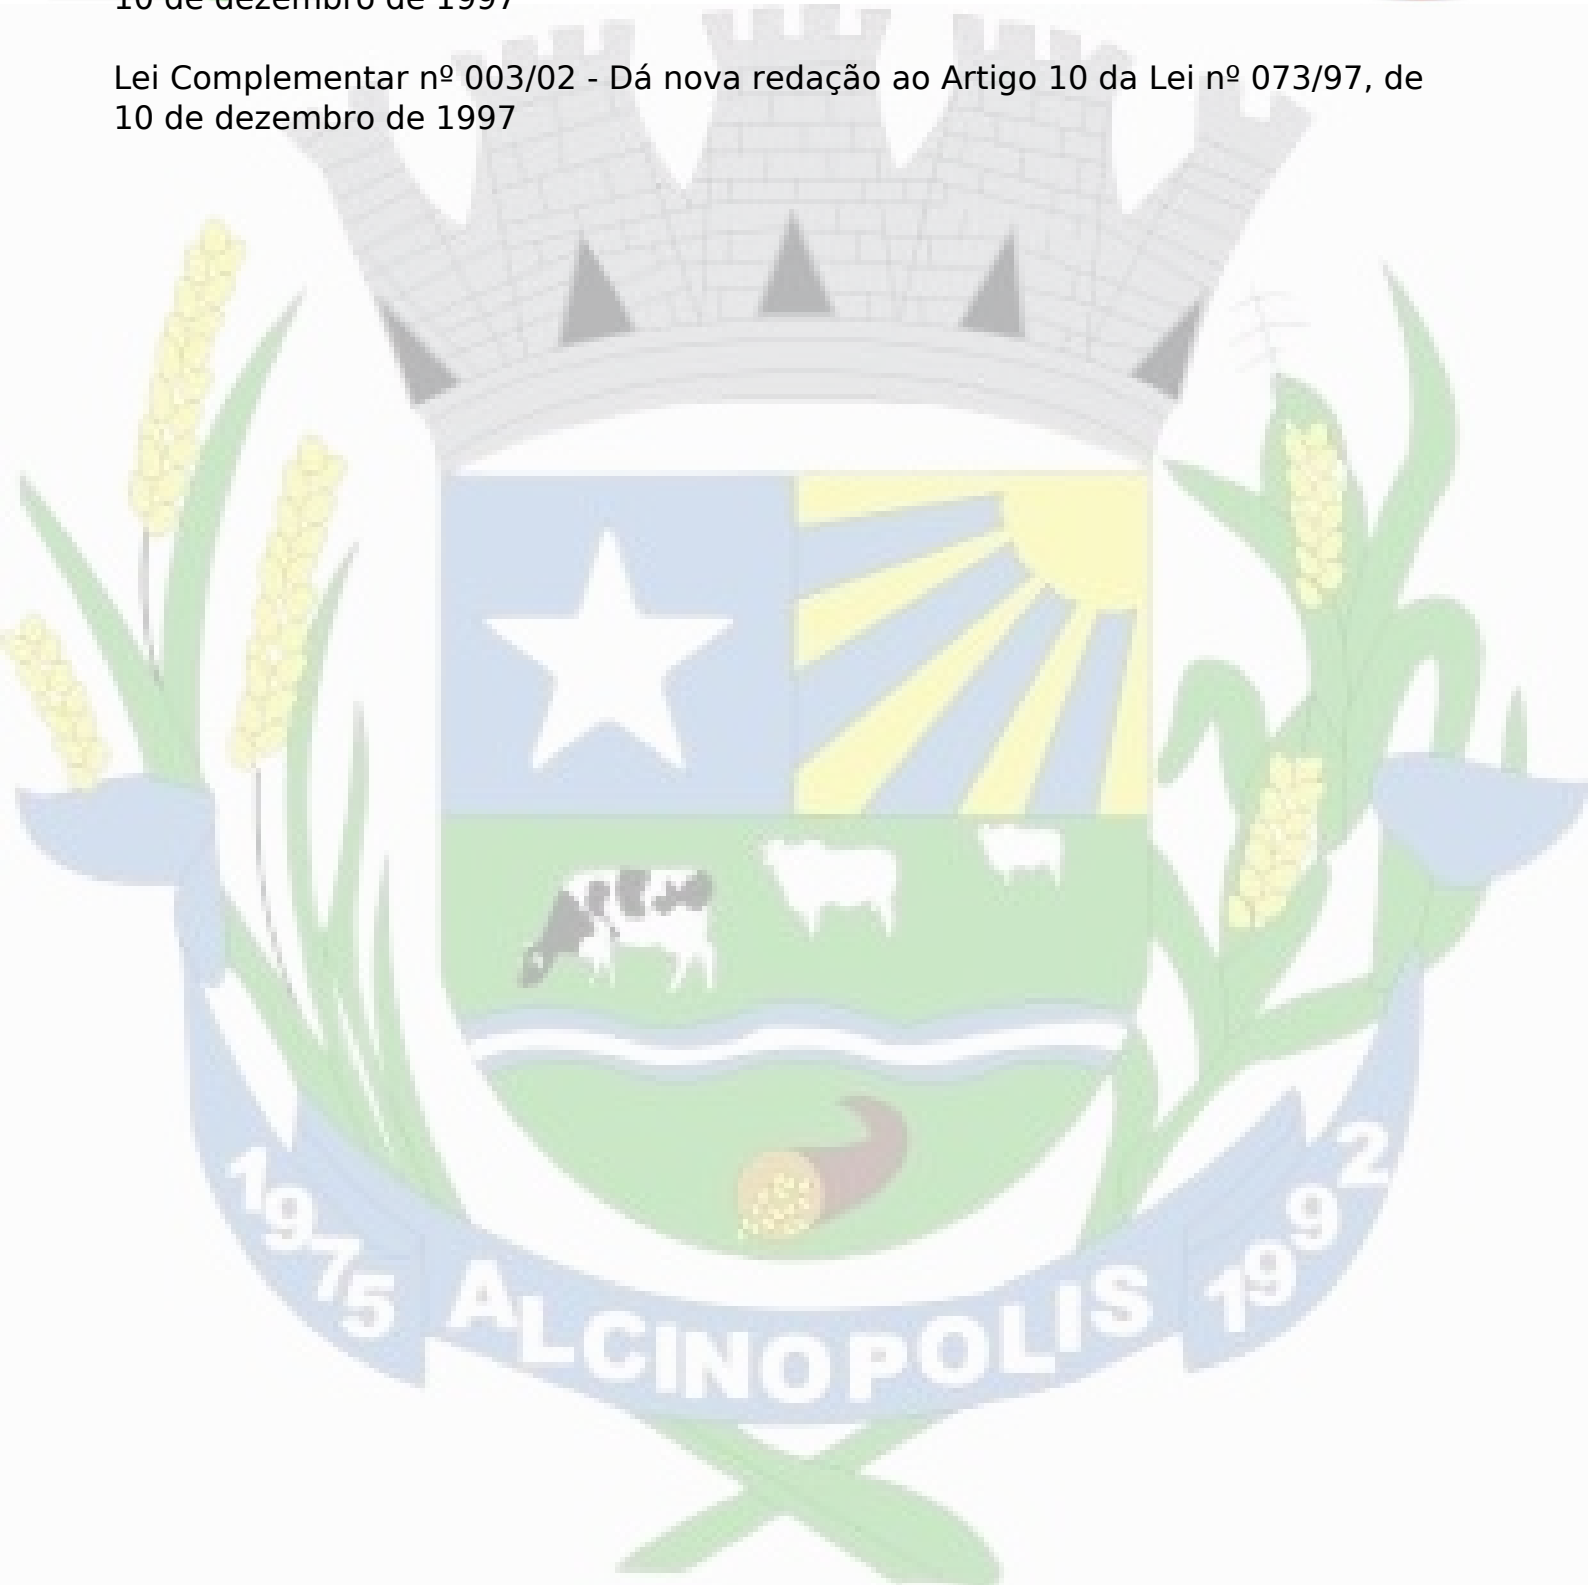 10 de dezembro de 1997
Lei Complementar nº 003/02 - Dá nova redação ao Artigo 10 da Lei nº 073/97, de
10 de dezembro de 1997
1975 ALCINOPOLIS 1992